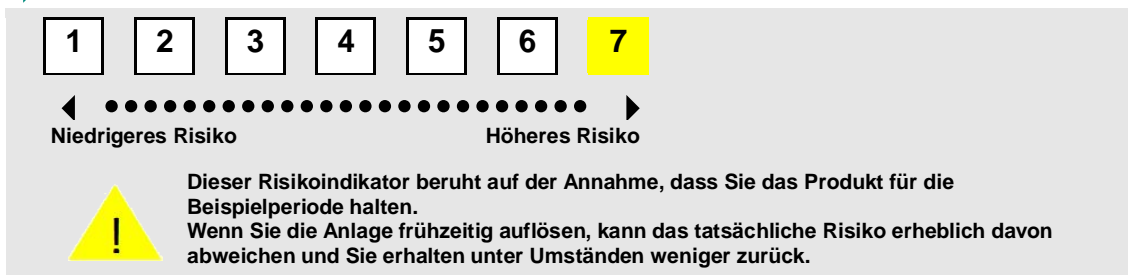 1 2 3 4 5 6 7
Niedrigeres Risiko Höheres Risiko
!
Dieser Risikoindikator beruht auf der Annahme, dass Sie das Produkt für die
Beispielperiode halten.
Wenn Sie die Anlage frühzeitig auflösen, kann das tatsächliche Risiko erheblich davon
abweichen und Sie erhalten unter Umständen weniger zurück.